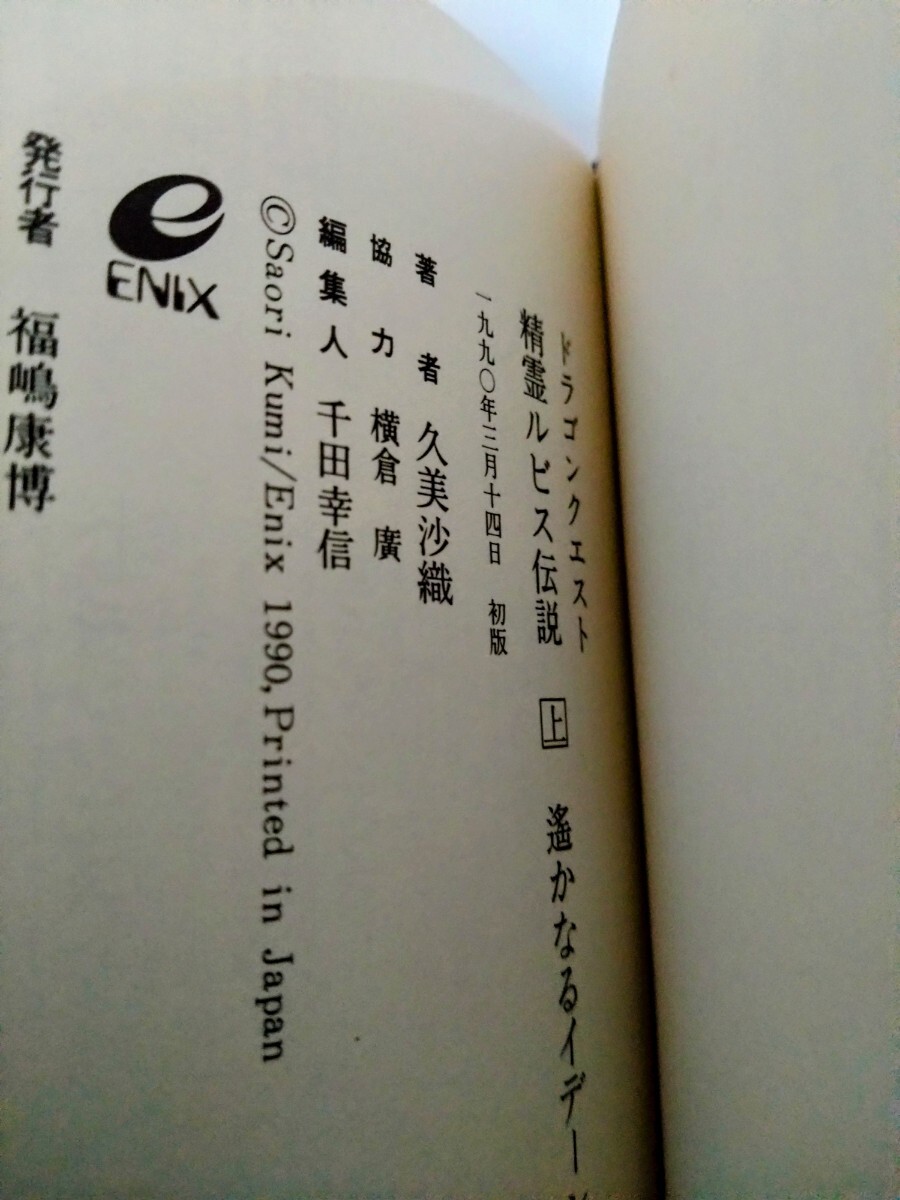 ドラゴンクエスト
精霊ルビス伝説 上 遙かなるイデー
一九九〇年三月十四日 初版
著者 久美沙織
協力 横倉 廣
編集人 千田幸信
©Saori Kumi/Enix 1990, Printed in Japan
ENIX
発行者 福嶋康博